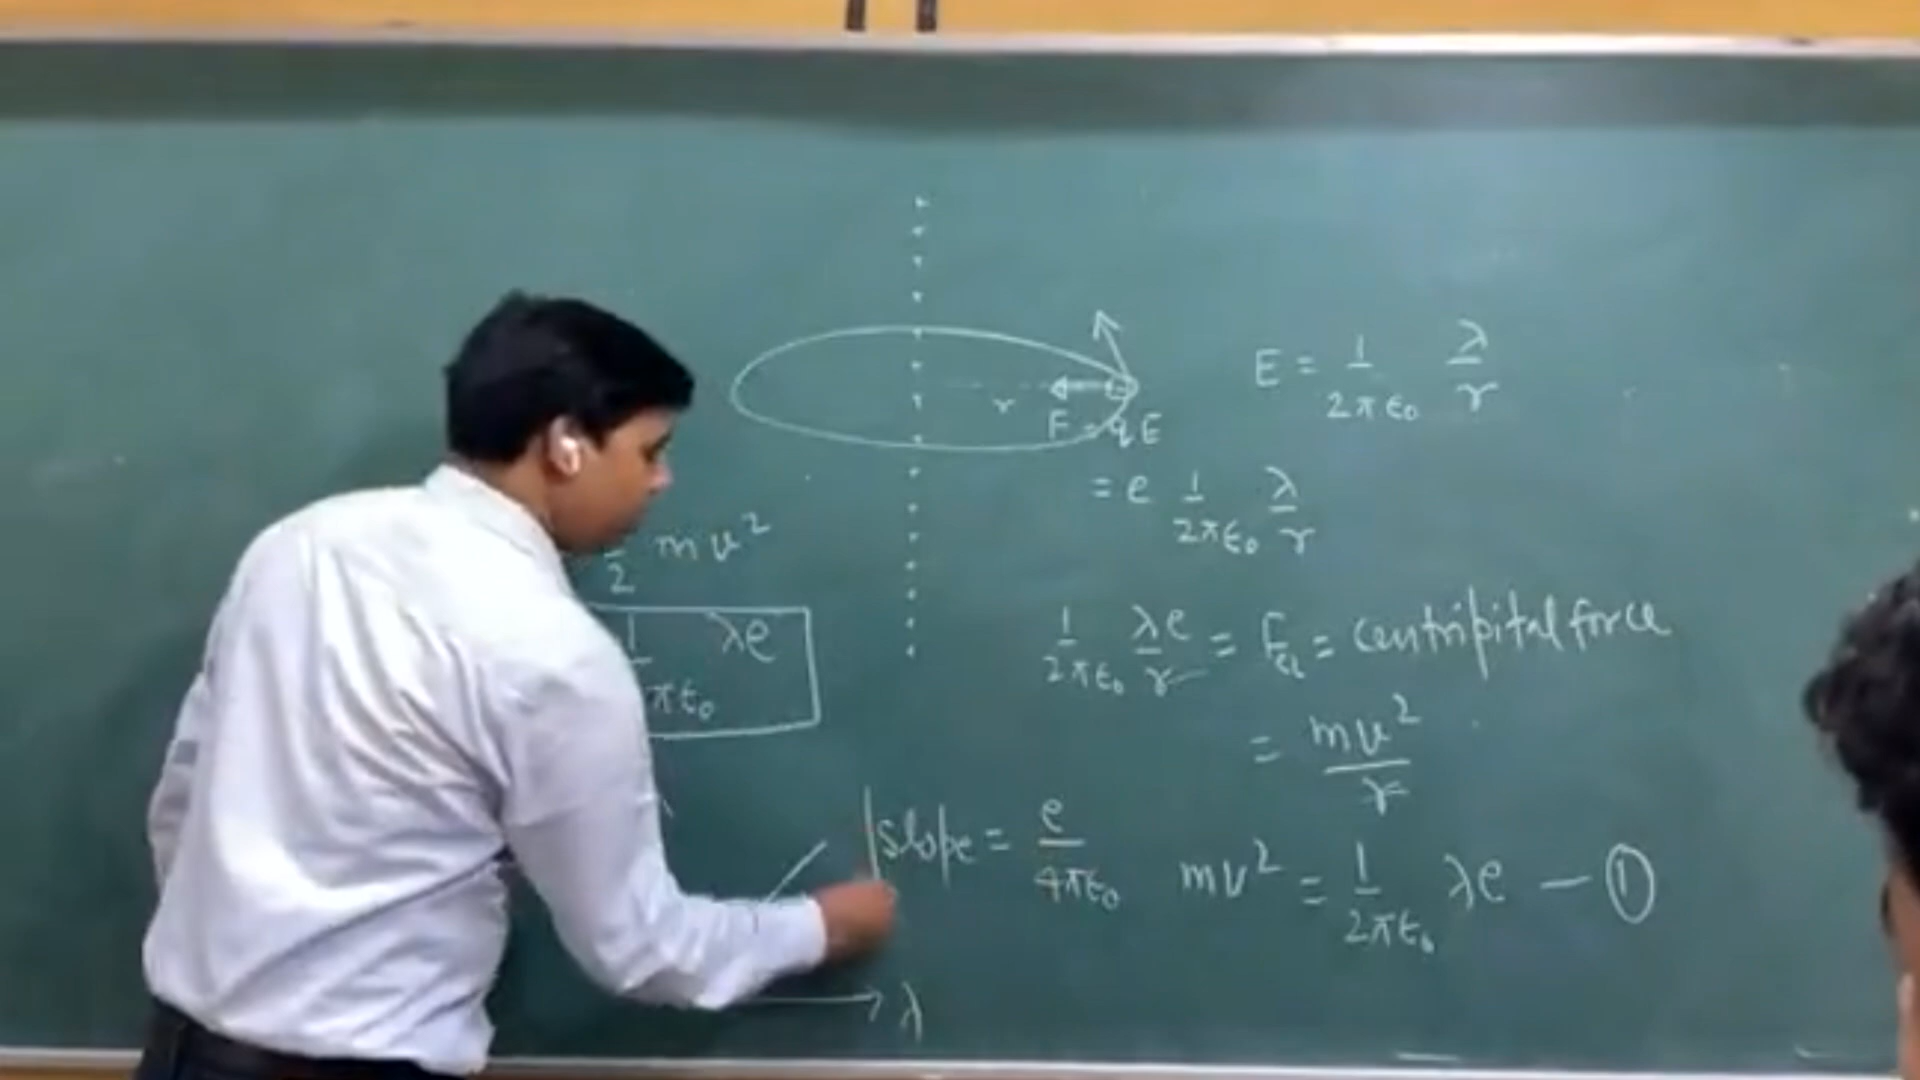 r
F = qE
E = 1/2πε₀ λ/r
= e 1/2πε₀ λ/r
2 mv²
1 λe
πε₀
1/2πε₀ λe/r = Fₑₗ = centripital force
= mv²/r
slope = e/4πε₀
mv² = 1/2πε₀ λe — ①
λ